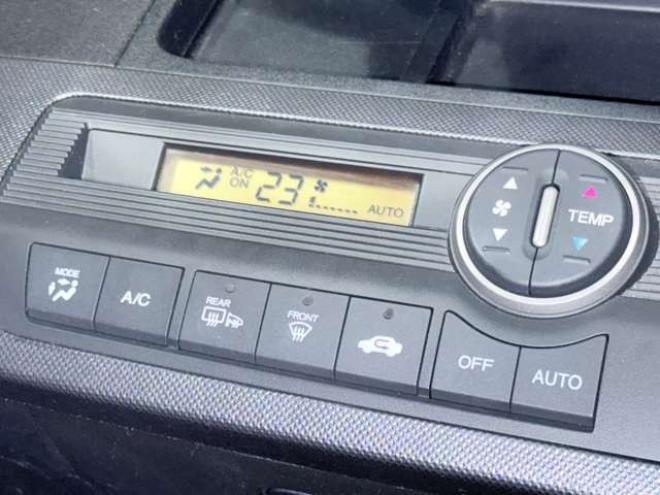 A/C
ON 23 AUTO
TEMP
MODE
A/C
REAR
FRONT
OFF
AUTO